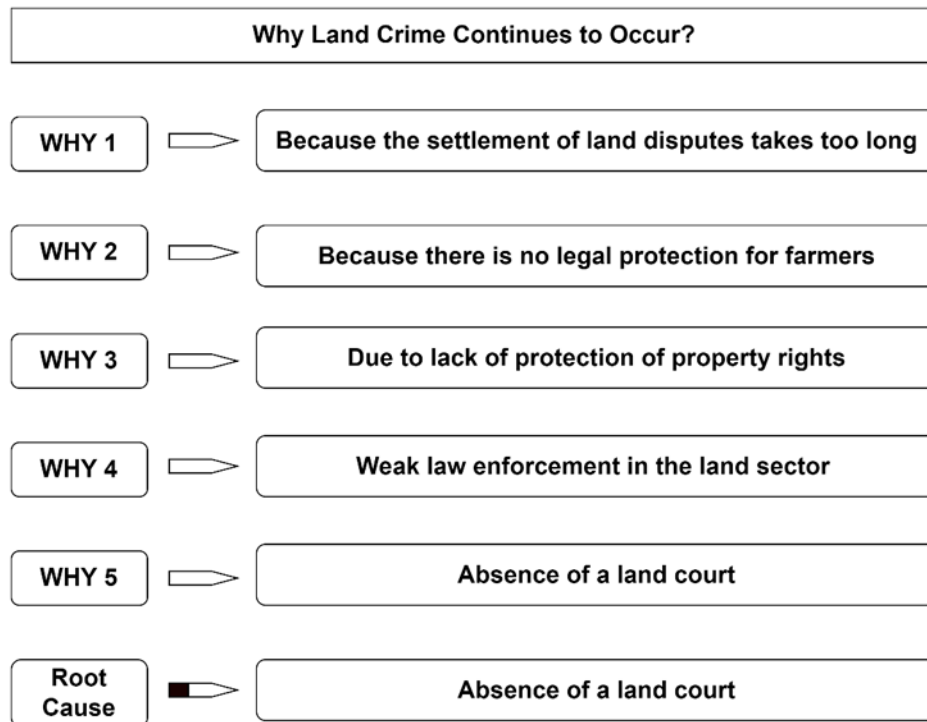 Why Land Crime Continues to Occur?
WHY 1
Because the settlement of land disputes takes too long
WHY 2
Because there is no legal protection for farmers
WHY 3
Due to lack of protection of property rights
WHY 4
Weak law enforcement in the land sector
WHY 5
Absence of a land court
Root
Cause
Absence of a land court